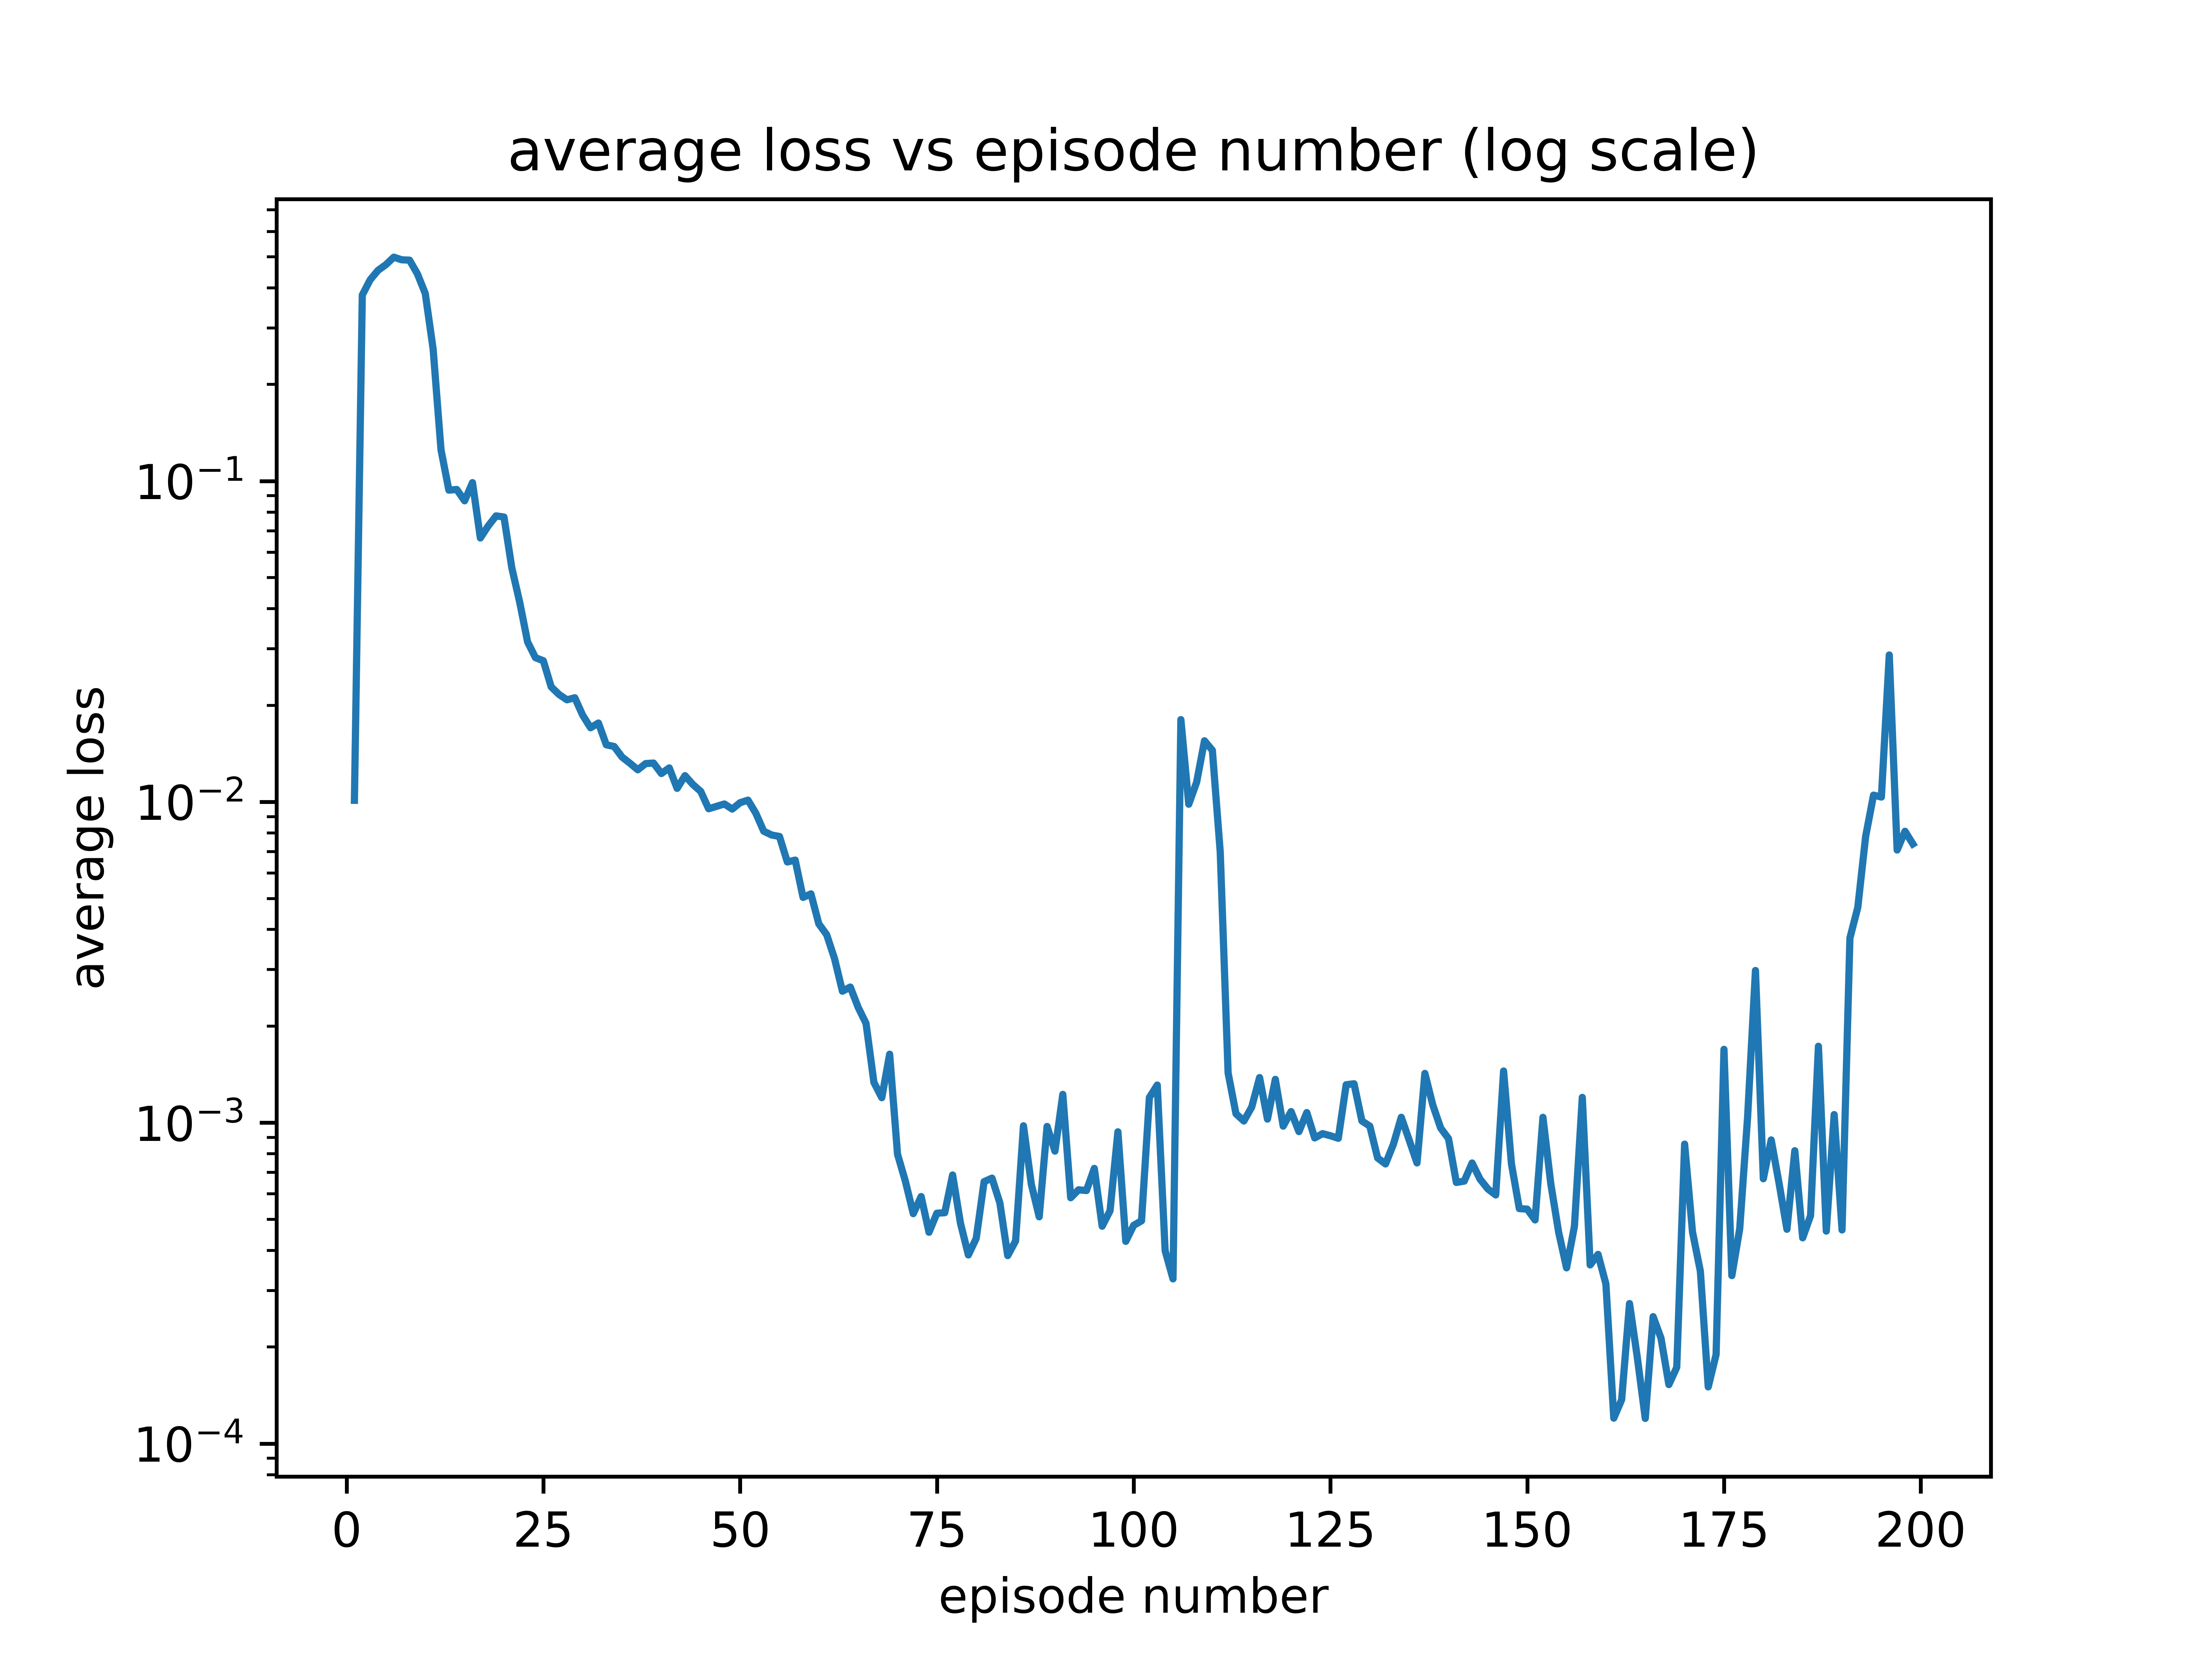 average loss vs episode number (log scale)
average loss
10⁻¹
10⁻²
10⁻³
10⁻⁴
0 25 50 75 100 125 150 175 200
episode number